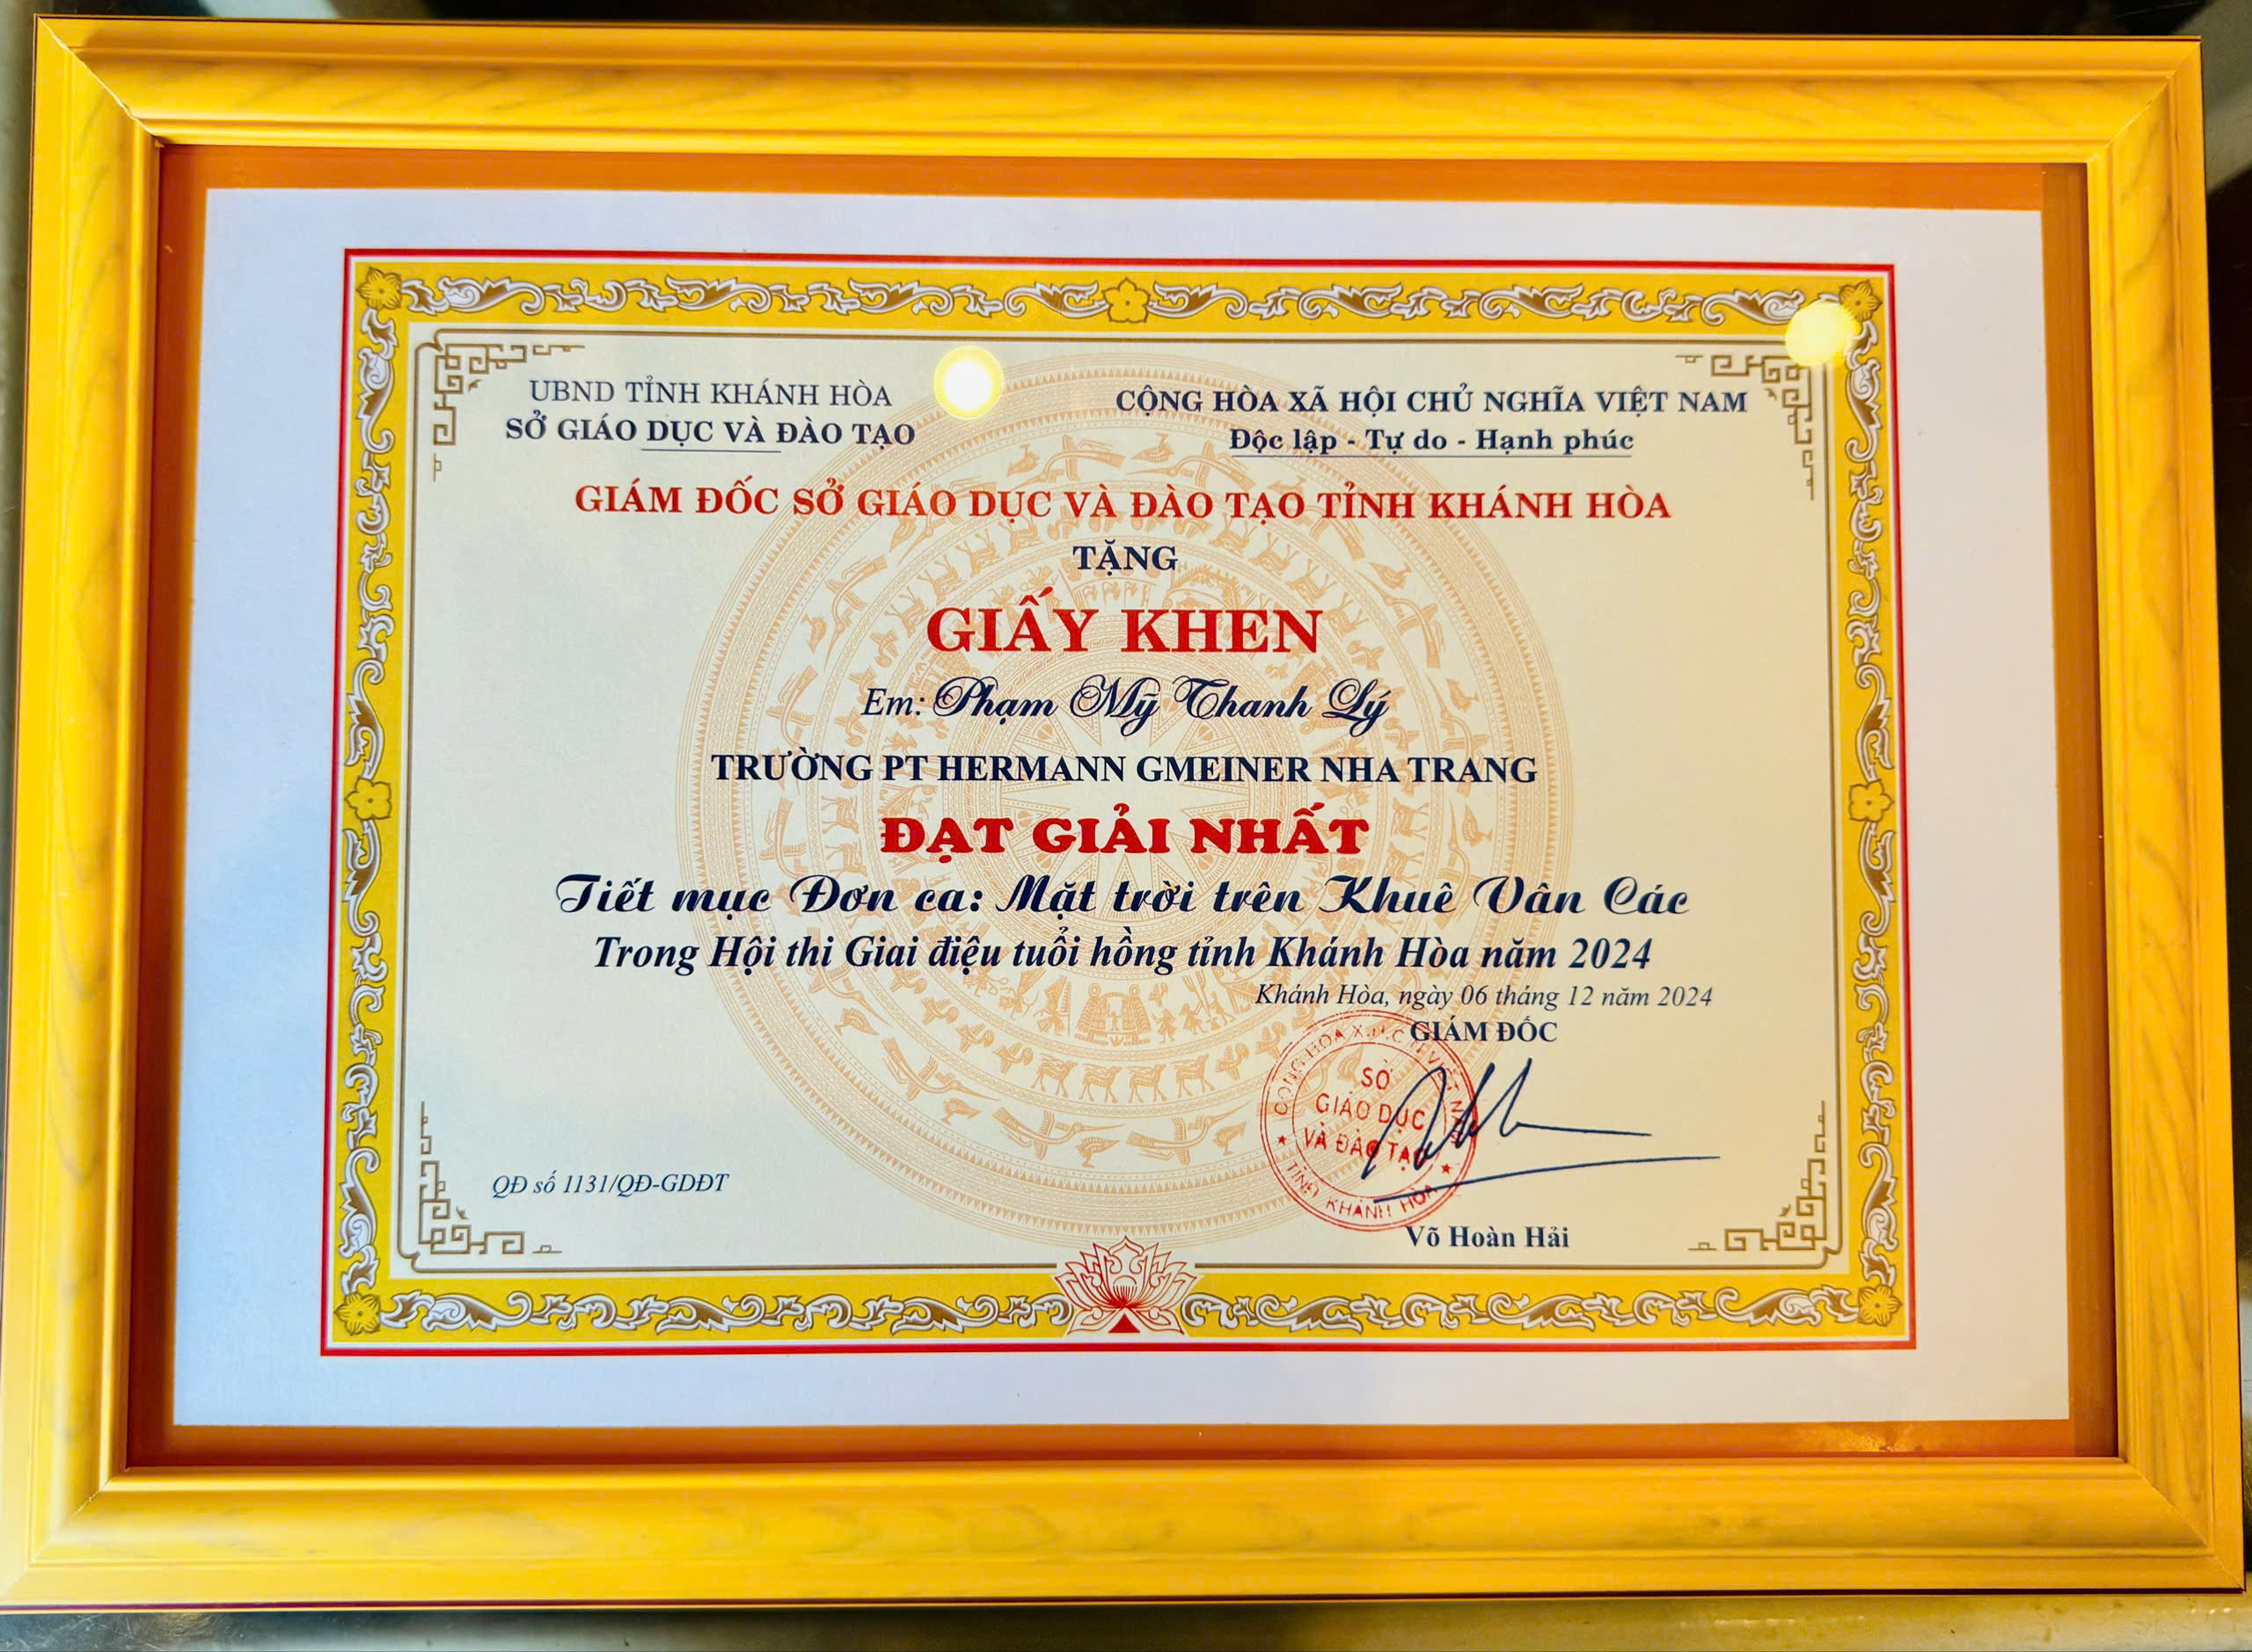 UBND TỈNH KHÁNH HÒA
SỞ GIÁO DỤC VÀ ĐÀO TẠO
CỘNG HÒA XÃ HỘI CHỦ NGHĨA VIỆT NAM
Độc lập - Tự do - Hạnh phúc
GIÁM ĐỐC SỞ GIÁO DỤC VÀ ĐÀO TẠO TỈNH KHÁNH HÒA
TẶNG
GIẤY KHEN
Em: Phạm Mỹ Thanh Lý
TRƯỜNG PT HERMANN GMEINER NHA TRANG
ĐẠT GIẢI NHẤT
Tiết mục Đơn ca: Mặt trời trên Khuê Vân Các
Trong Hội thi Giai điệu tuổi hồng tỉnh Khánh Hòa năm 2024
Khánh Hòa, ngày 06 tháng 12 năm 2024
GIÁM ĐỐC
SỞ
GIÁO DỤC
VÀ ĐÀO TẠO
TỈNH KHÁNH HÒA
QĐ số 1131/QĐ-GDĐT
Võ Hoàn Hải